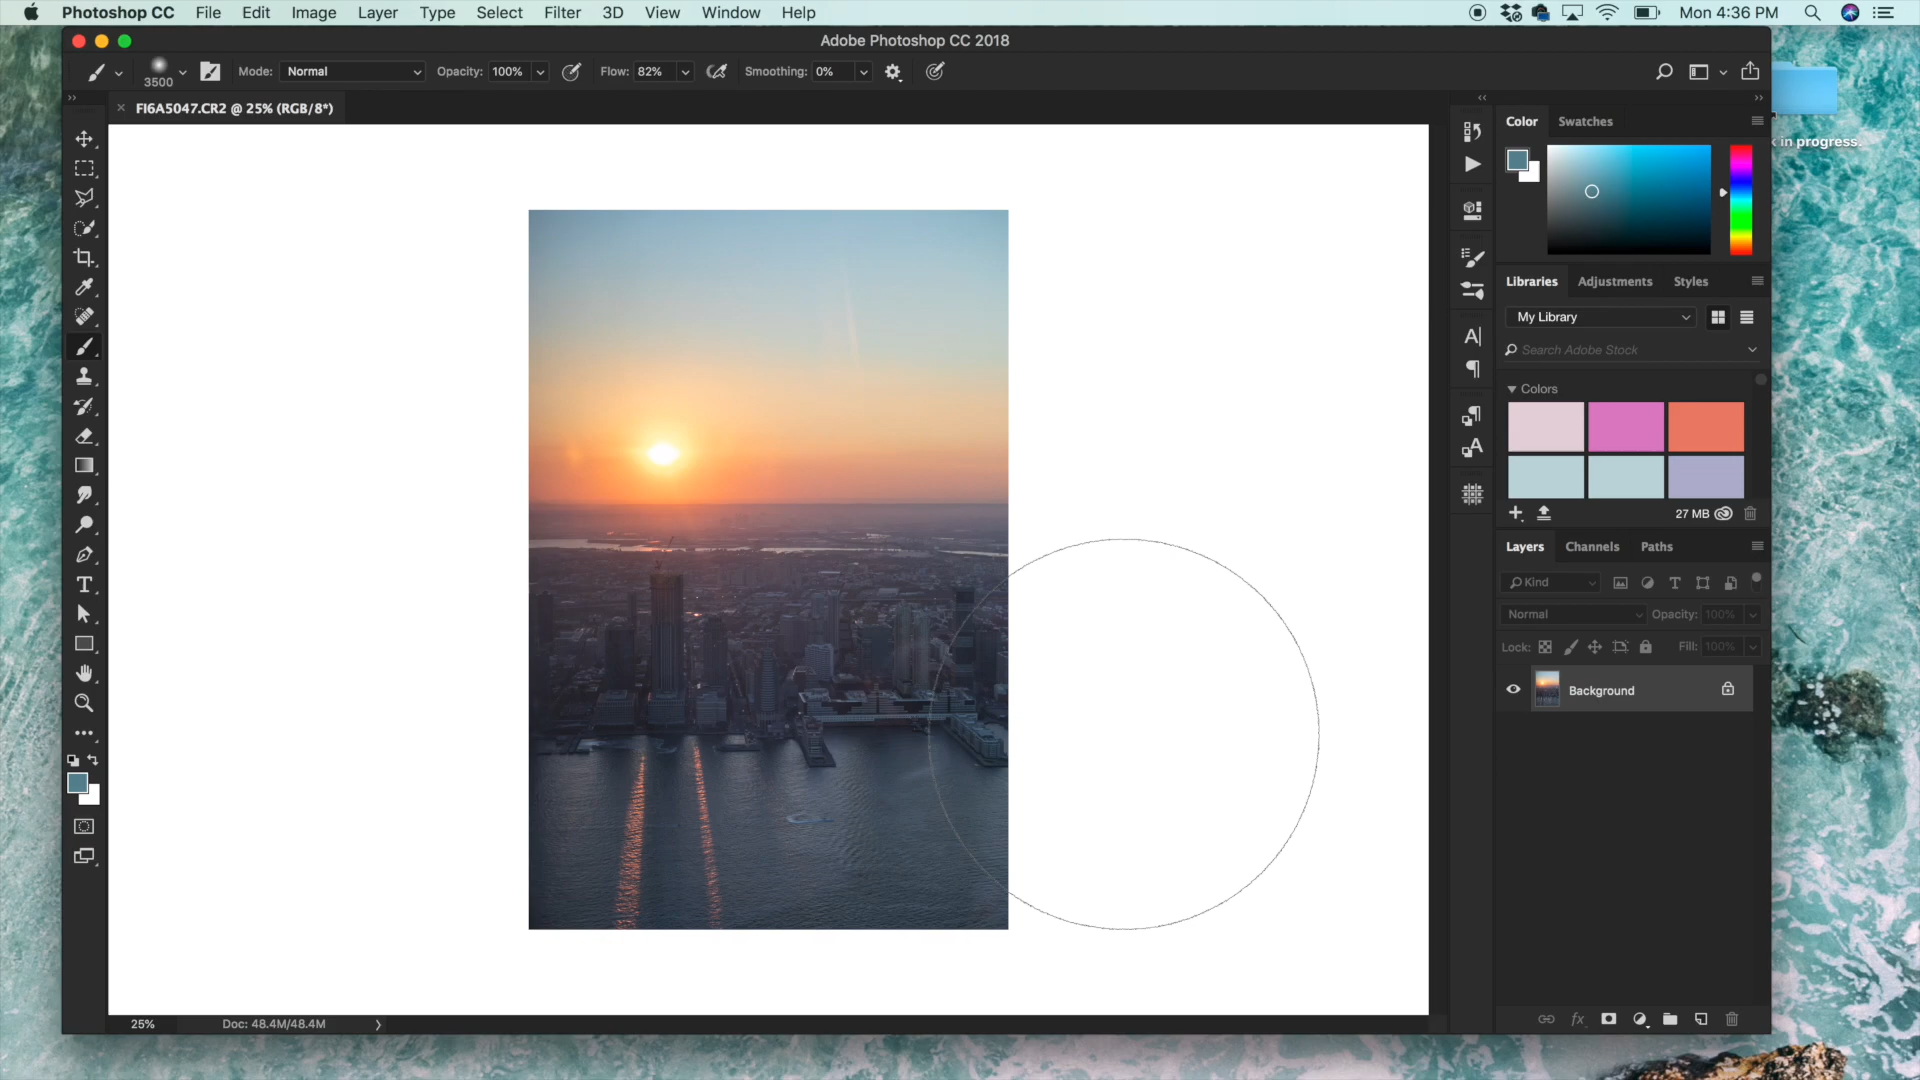 Photoshop CC File Edit Image Layer Type Select Filter 3D View Window Help Mon 4:36 PM
Adobe Photoshop CC 2018
3500 Mode: Normal Opacity: 100% Flow: 82% Smoothing: 0%
FI6A5047.CR2 @ 25% (RGB/8*)
Color Swatches
in progress.
Libraries Adjustments Styles
My Library
Search Adobe Stock
Colors
27 MB
Layers Channels Paths
Kind
Normal Opacity: 100%
Lock: Fill: 100%
Background
25% Doc: 48.4M/48.4M